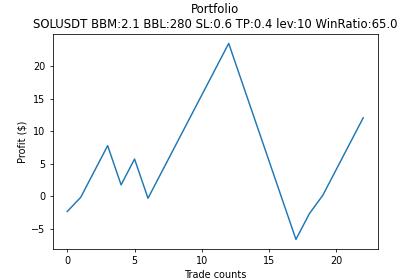 Portfolio
SOLUSDT BBM:2.1 BBL:280 SL:0.6 TP:0.4 lev:10 WinRatio:65.0
20
15
10
5
0
−5
Profit ($)
0 5 10 15 20
Trade counts